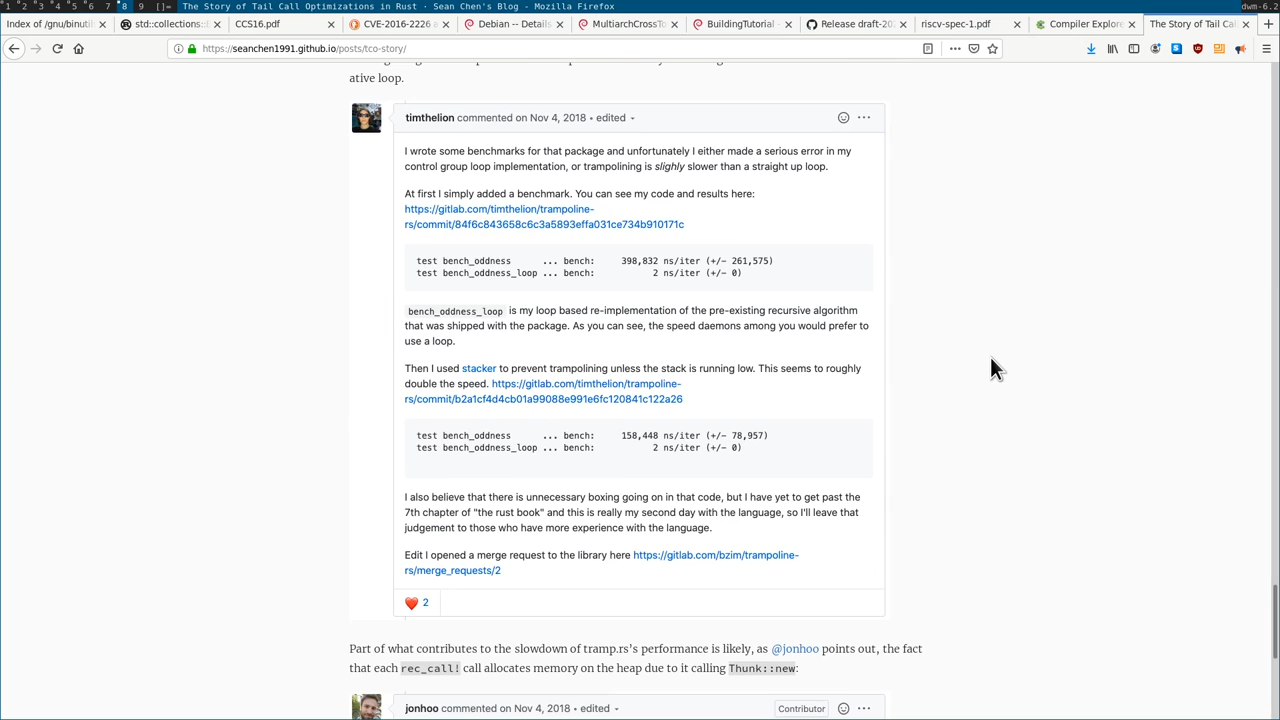 1 2 3 4 5 6 7 8 9 []= The Story of Tail Call Optimizations in Rust - Sean Chen's Blog - Mozilla Firefox dwm-6.2
Index of /gnu/binuti std::collections::E CCS16.pdf CVE-2016-2226 - Debian -- Details MultiarchCrossTo BuildingTutorial - Release draft-202 riscv-spec-1.pdf Compiler Explore The Story of Tail Call
https://seanchen1991.github.io/posts/tco-story/
ative loop.
timthelion commented on Nov 4, 2018 • edited
I wrote some benchmarks for that package and unfortunately I either made a serious error in my
control group loop implementation, or trampolining is slighly slower than a straight up loop.
At first I simply added a benchmark. You can see my code and results here:
https://gitlab.com/timthelion/trampoline-
rs/commit/84f6c843658c6c3a5893effa031ce734b910171c
test bench_oddness ... bench: 398,832 ns/iter (+/- 261,575)
test bench_oddness_loop ... bench: 2 ns/iter (+/- 0)
bench_oddness_loop is my loop based re-implementation of the pre-existing recursive algorithm
that was shipped with the package. As you can see, the speed daemons among you would prefer to
use a loop.
Then I used stacker to prevent trampolining unless the stack is running low. This seems to roughly
double the speed. https://gitlab.com/timthelion/trampoline-
rs/commit/b2a1cf4d4cb01a99088e991e6fc120841c122a26
test bench_oddness ... bench: 158,448 ns/iter (+/- 78,957)
test bench_oddness_loop ... bench: 2 ns/iter (+/- 0)
I also believe that there is unnecessary boxing going on in that code, but I have yet to get past the
7th chapter of "the rust book" and this is really my second day with the language, so I'll leave that
judgement to those who have more experience with the language.
Edit I opened a merge request to the library here https://gitlab.com/bzim/trampoline-
rs/merge_requests/2
2
Part of what contributes to the slowdown of tramp.rs's performance is likely, as @jonhoo points out, the fact
that each rec_call! call allocates memory on the heap due to it calling Thunk::new:
jonhoo commented on Nov 4, 2018 • edited Contributor